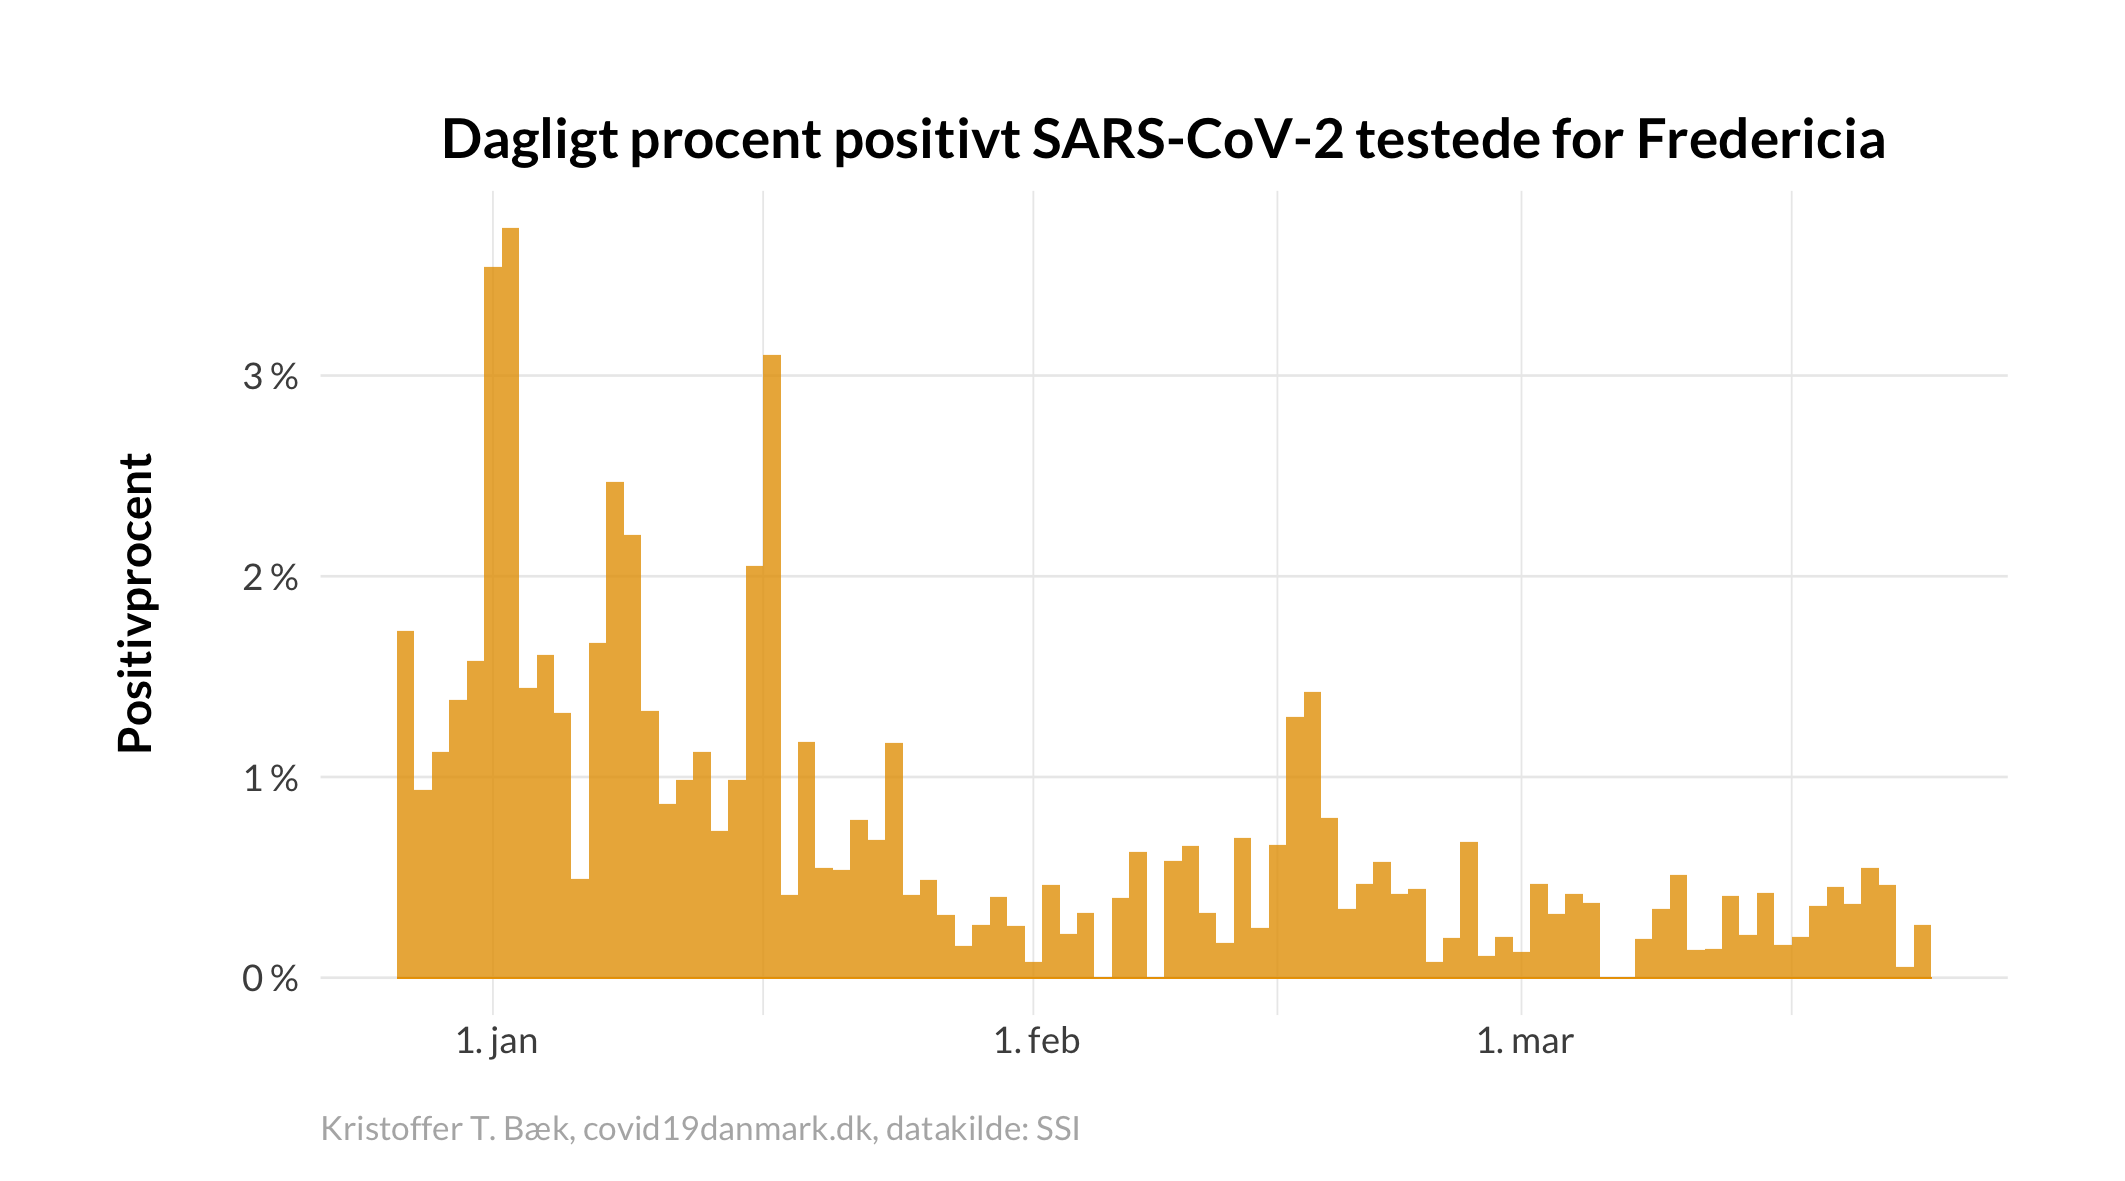 Dagligt procent positivt SARS-CoV-2 testede for Fredericia
Positivprocent
3 %
2 %
1 %
0 %
1. jan
1. feb
1. mar
Kristoffer T. Bæk, covid19danmark.dk, datakilde: SSI